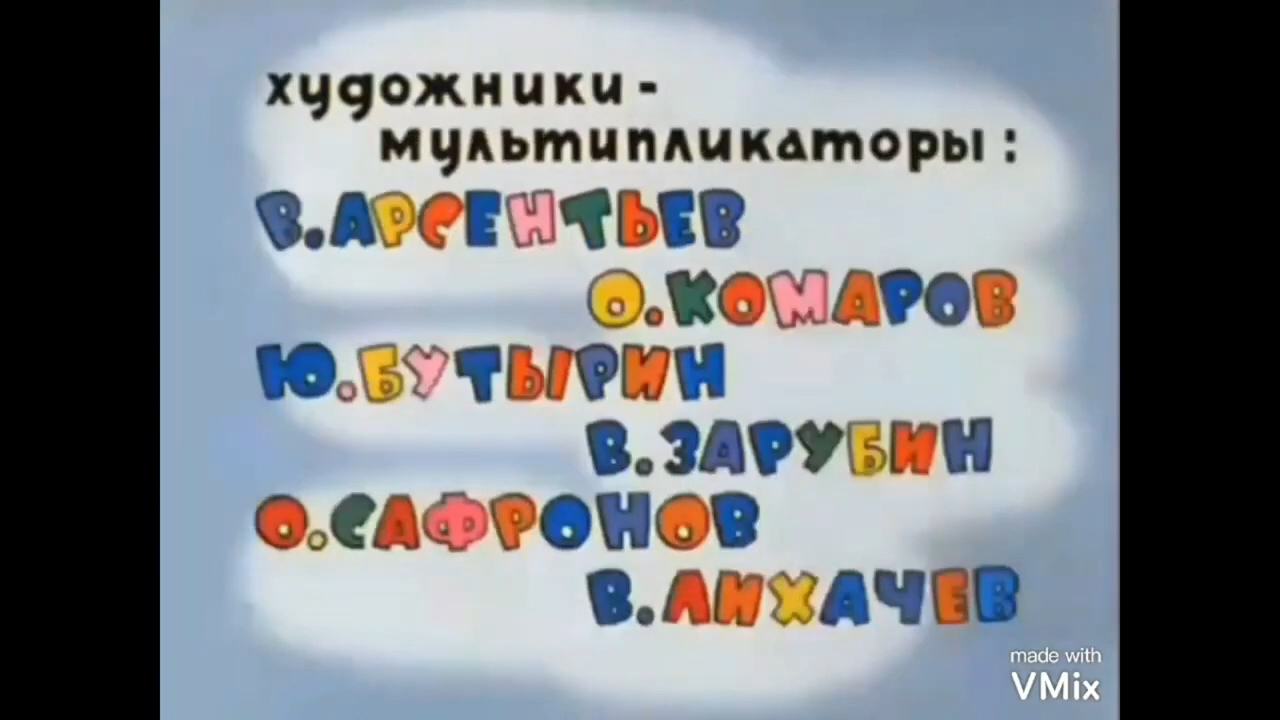 художники-
мультипликаторы:
В.АРСЕНТЬЕВ
О.КОМАРОВ
Ю.БУТЫРИН
В.ЗАРУБИН
О.САФРОНОВ
В.ЛИХАЧЕВ
made with
VMix